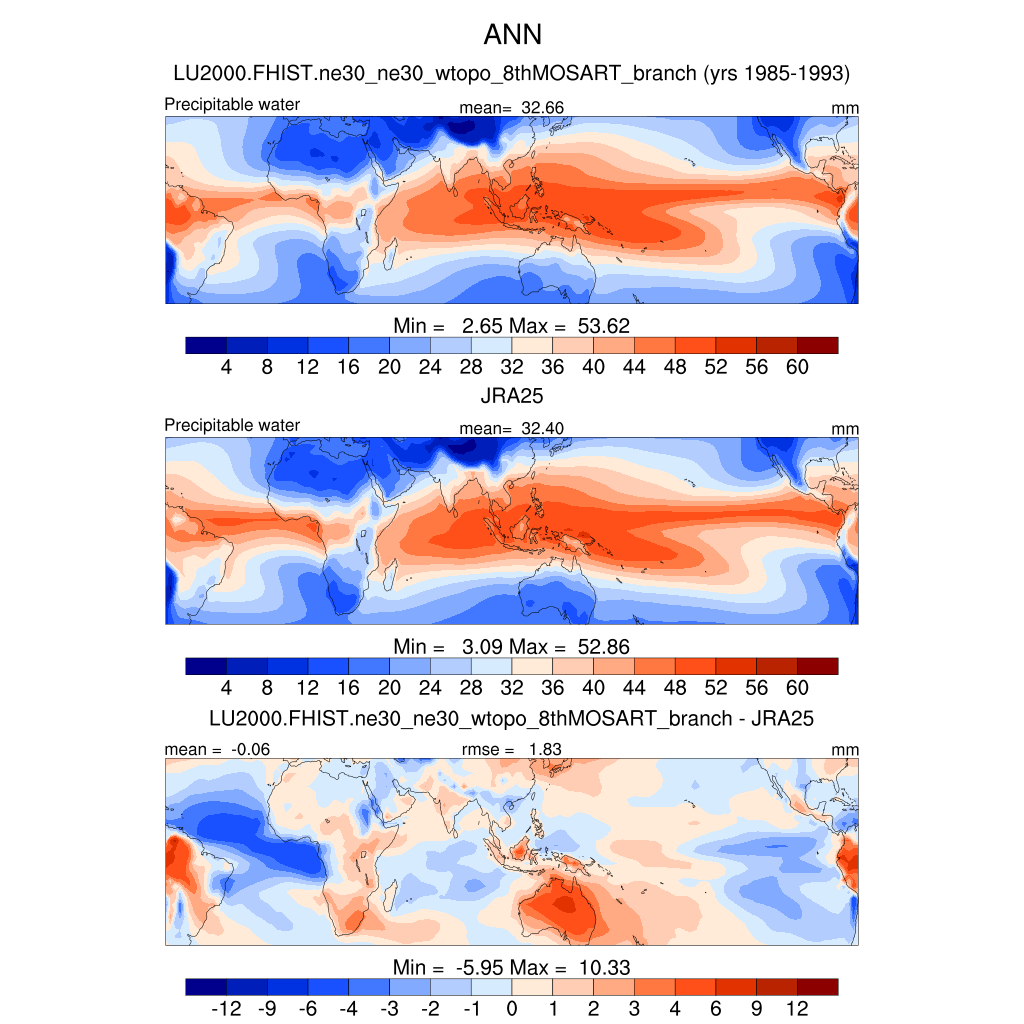 ANN
LU2000.FHIST.ne30_ne30_wtopo_8thMOSART_branch (yrs 1985-1993)
Precipitable water mean= 32.66 mm
Min = 2.65 Max = 53.62
4 8 12 16 20 24 28 32 36 40 44 48 52 56 60
JRA25
Precipitable water mean= 32.40 mm
Min = 3.09 Max = 52.86
4 8 12 16 20 24 28 32 36 40 44 48 52 56 60
LU2000.FHIST.ne30_ne30_wtopo_8thMOSART_branch - JRA25
mean = -0.06 rmse = 1.83 mm
Min = -5.95 Max = 10.33
-12 -9 -6 -4 -3 -2 -1 0 1 2 3 4 6 9 12